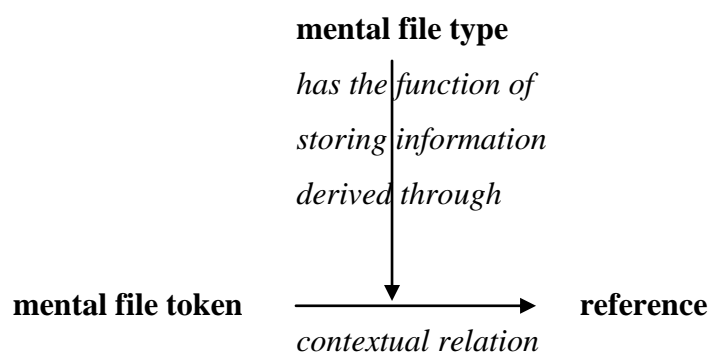 mental file type
has the function of
storing information
derived through
mental file token
reference
contextual relation